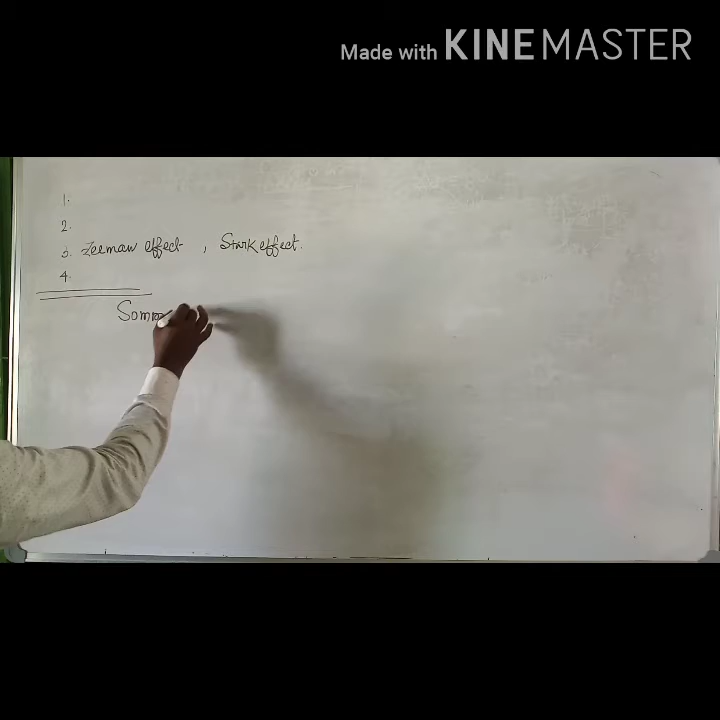 Made with KINEMASTER
1.
2.
3. Zeeman effect , Stark effect.
4.
Somm